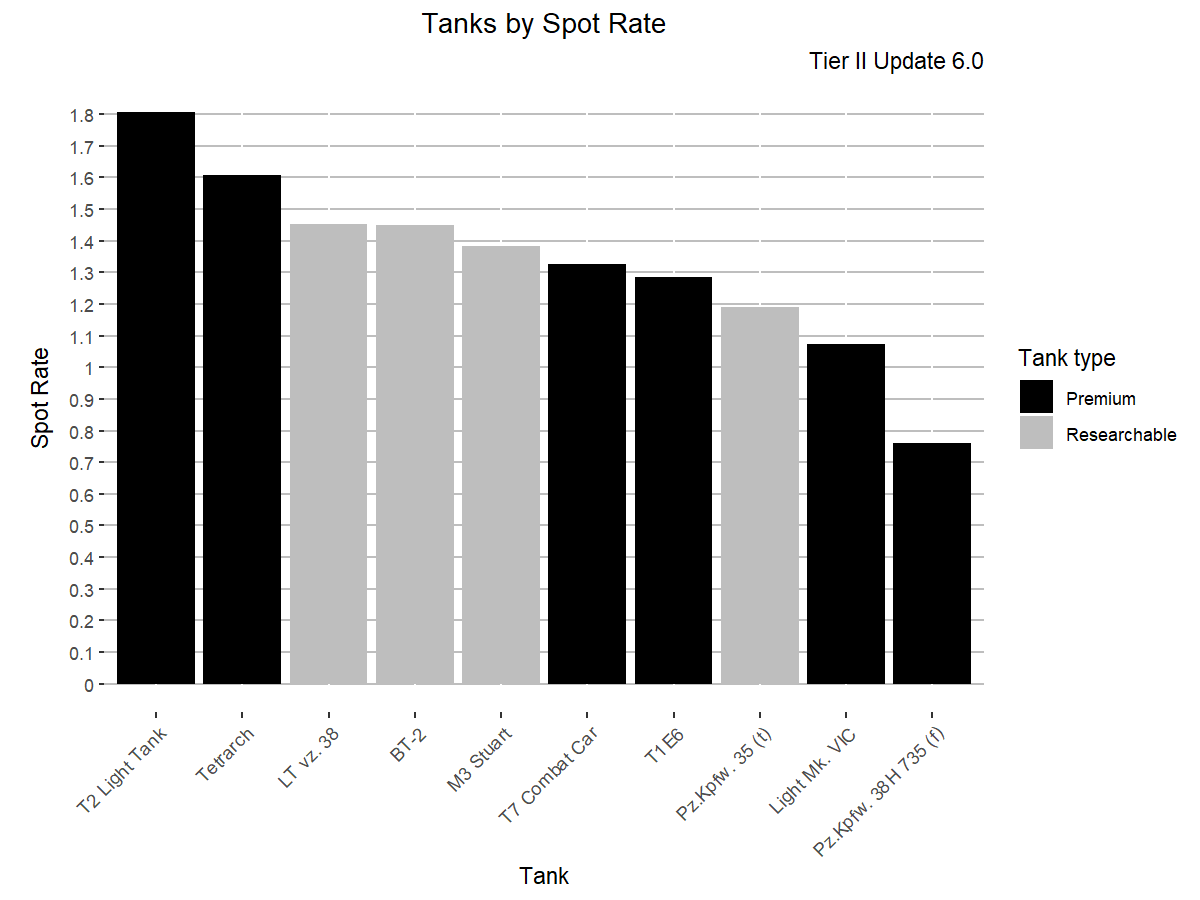 Tanks by Spot Rate
Tier II Update 6.0
Spot Rate
1.8
1.7
1.6
1.5
1.4
1.3
1.2
1.1
1
0.9
0.8
0.7
0.6
0.5
0.4
0.3
0.2
0.1
0
T2 Light Tank
Tetrarch
LT vz. 38
BT-2
M3 Stuart
T7 Combat Car
T1E6
Pz.Kpfw. 35 (t)
Light Mk. VIC
Pz.Kpfw. 38H 735 (f)
Tank
Tank type
Premium
Researchable